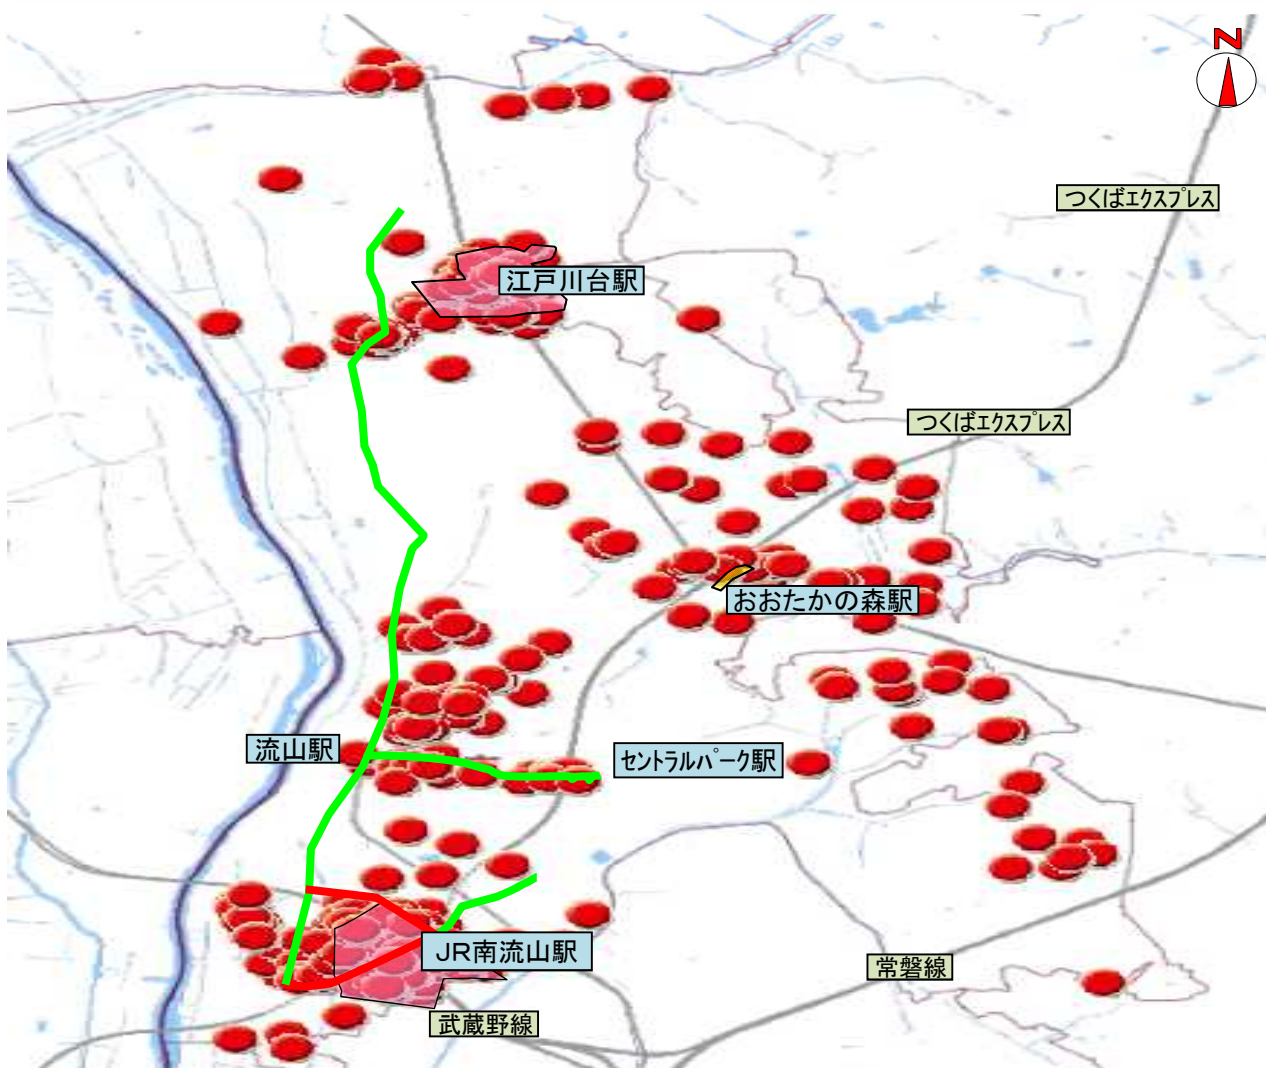 N
つくばエクスプレス
江戸川台駅
つくばエクスプレス
おおたかの森駅
流山駅
セントラルパーク駅
JR南流山駅
常磐線
武蔵野線